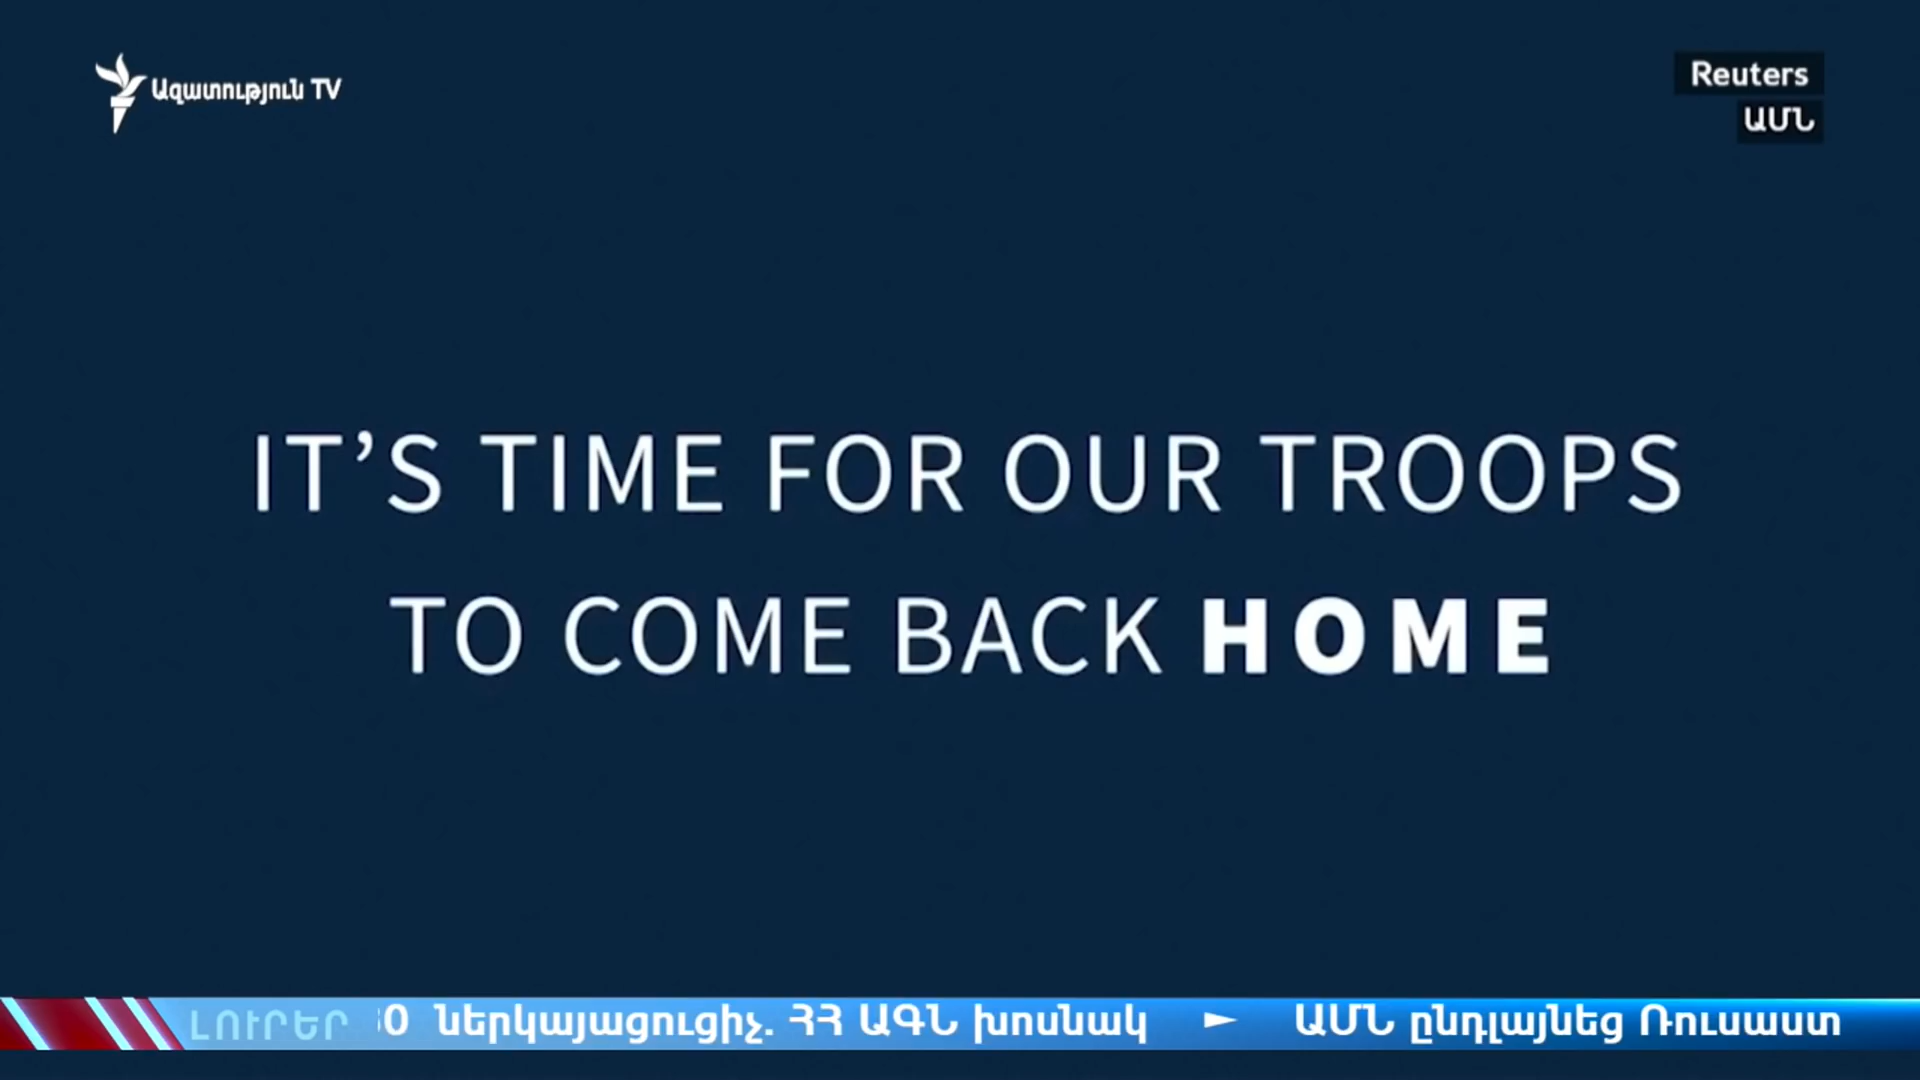 Ազատություն TV
Reuters
ԱՄՆ
IT’S TIME FOR OUR TROOPS
TO COME BACK HOME
ԼՈՒՐԵՐ
0 ներկայացուցիչ. ՀՀ ԱԳՆ խոսնակ ► ԱՄՆ ընդլայնեց Ռուսաստ